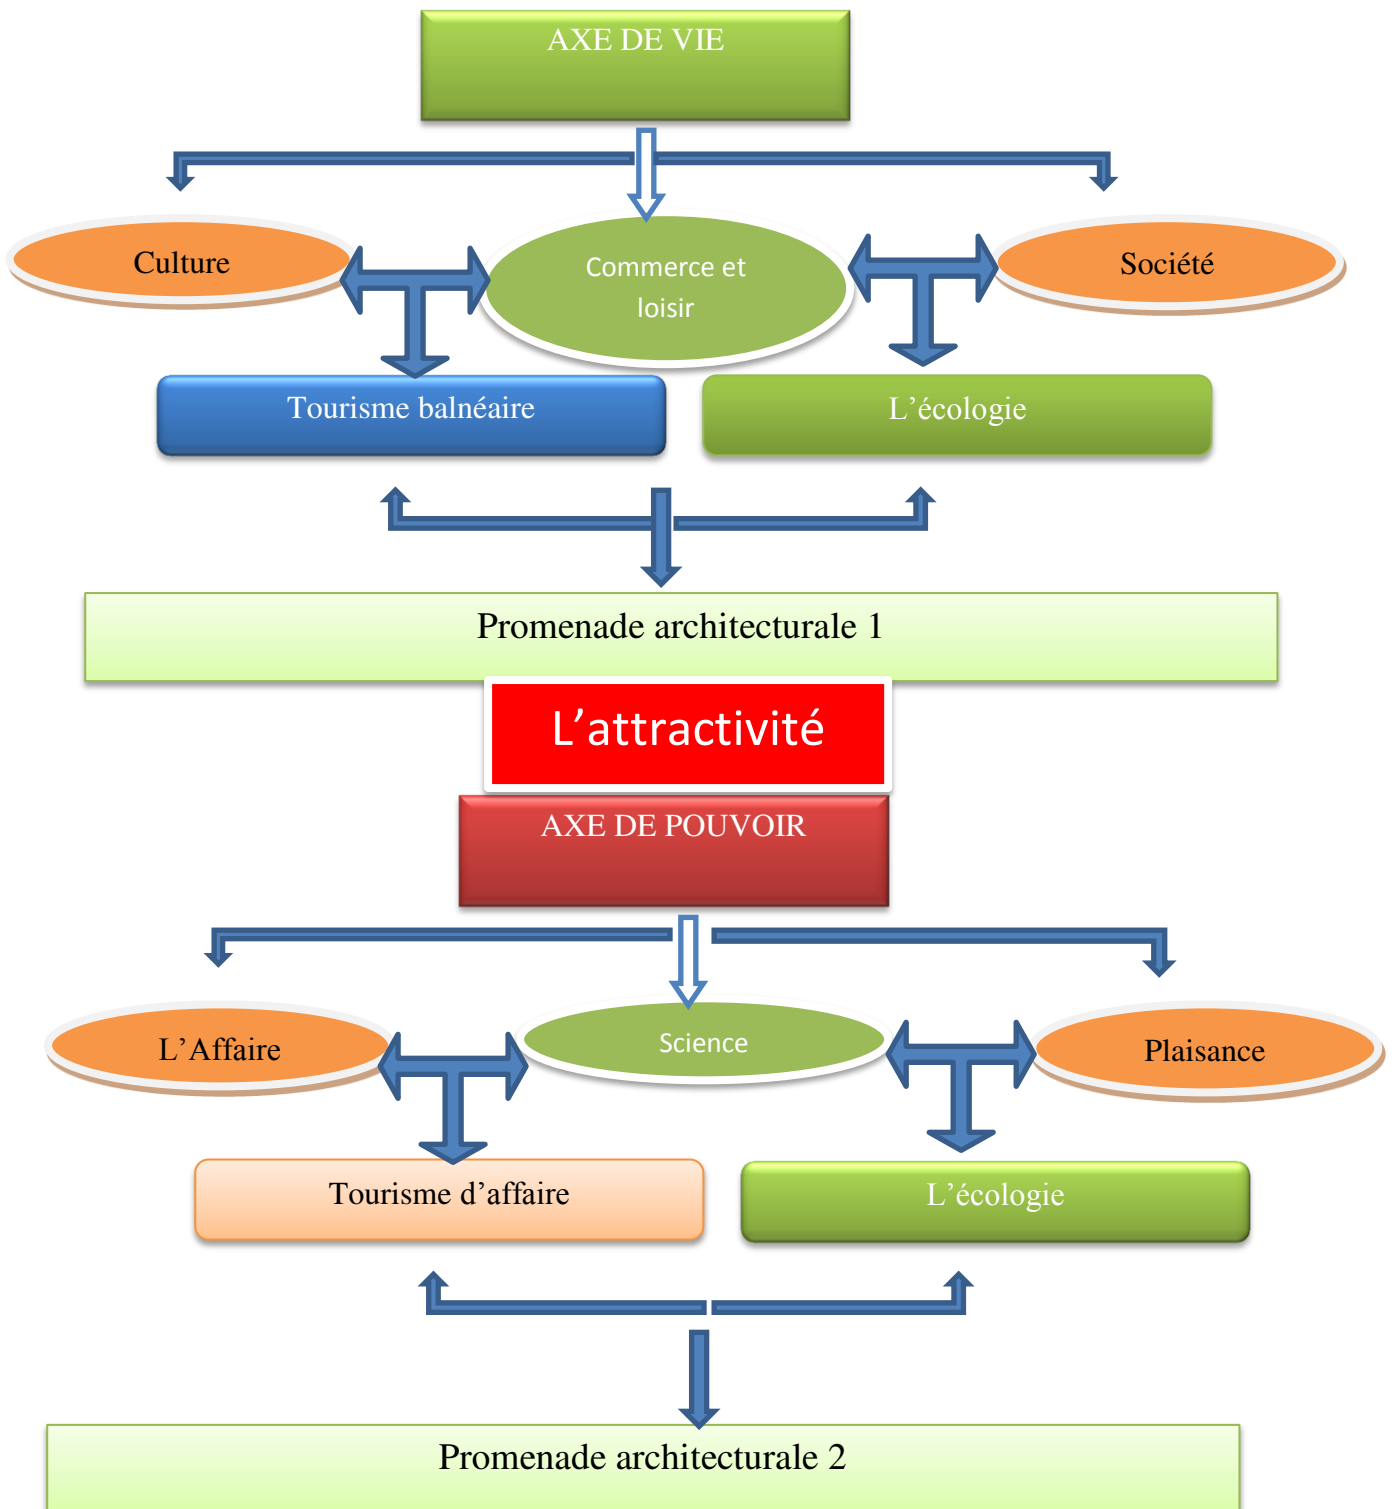 AXE DE VIE
Culture
Commerce et
loisir
Société
Tourisme balnéaire
L’écologie
Promenade architecturale 1
L’attractivité
AXE DE POUVOIR
L’Affaire
Science
Plaisance
Tourisme d’affaire
L’écologie
Promenade architecturale 2